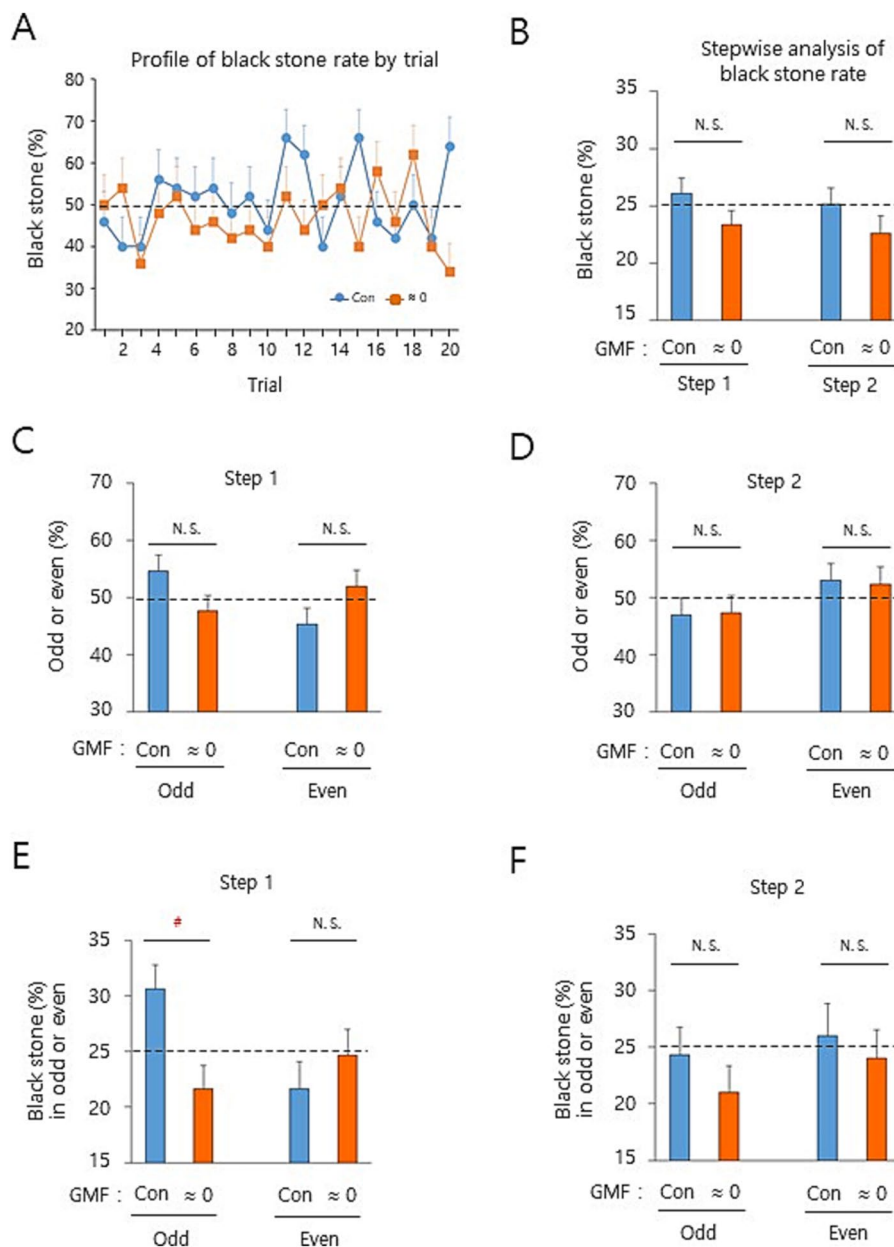 A
Profile of black stone rate by trial
80
70
60
50
40
30
20
Black stone (%)
Con ≈ 0
2 4 6 8 10 12 14 16 18 20
Trial
B
Stepwise analysis of
black stone rate
35
30
25
20
15
Black stone (%)
N. S. N. S.
GMF : Con ≈ 0 Con ≈ 0
Step 1 Step 2
C
Step 1
70
60
50
40
30
Odd or even (%)
N. S. N. S.
GMF : Con ≈ 0 Con ≈ 0
Odd Even
D
Step 2
70
60
50
40
30
Odd or even (%)
N. S. N. S.
GMF : Con ≈ 0 Con ≈ 0
Odd Even
E
Step 1
35
30
25
20
15
Black stone (%)
in odd or even
# N. S.
GMF : Con ≈ 0 Con ≈ 0
Odd Even
F
Step 2
35
30
25
20
15
Black stone (%)
in odd or even
N. S. N. S.
GMF : Con ≈ 0 Con ≈ 0
Odd Even